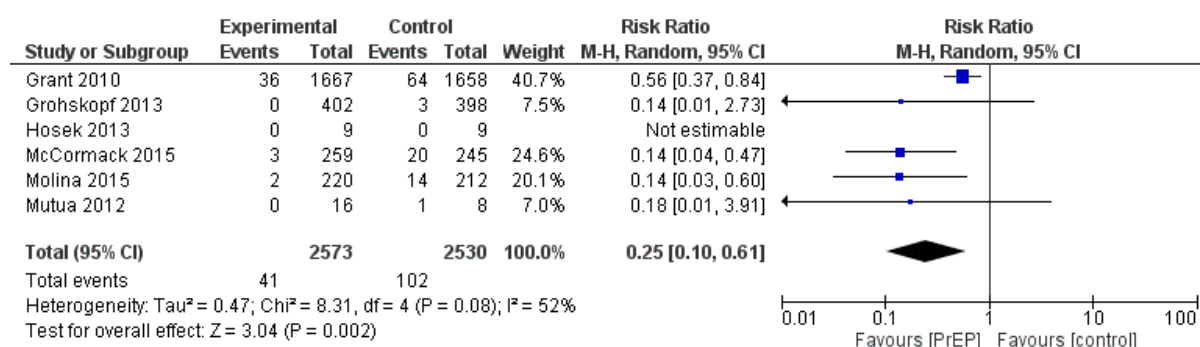 Experimental Control Risk Ratio Risk Ratio
Study or Subgroup Events Total Events Total Weight M-H, Random, 95% CI M-H, Random, 95% CI
Grant 2010 36 1667 64 1658 40.7% 0.56 [0.37, 0.84]
Grohskopf 2013 0 402 3 398 7.5% 0.14 [0.01, 2.73]
Hosek 2013 0 9 0 9 Not estimable
McCormack 2015 3 259 20 245 24.6% 0.14 [0.04, 0.47]
Molina 2015 2 220 14 212 20.1% 0.14 [0.03, 0.60]
Mutua 2012 0 16 1 8 7.0% 0.18 [0.01, 3.91]
Total (95% CI) 2573 2530 100.0% 0.25 [0.10, 0.61]
Total events 41 102
Heterogeneity: Tau² = 0.47; Chi² = 8.31, df = 4 (P = 0.08); I² = 52%
Test for overall effect: Z = 3.04 (P = 0.002)
0.01 0.1 1 10 100
Favours [PrEP] Favours [control]